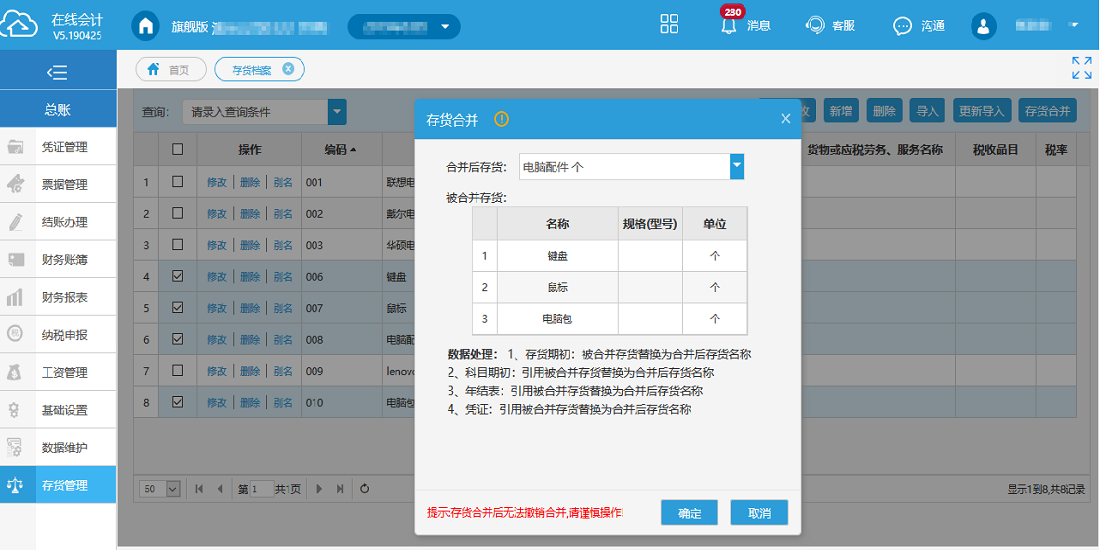 在线会计
V5.190425
旗舰版
230
消息
客服
沟通
首页
存货档案
总账
凭证管理
票据管理
结账办理
财务账簿
财务报表
纳税申报
工资管理
基础设置
数据维护
存货管理
查询:
请录入查询条件
改
新增
删除
导入
更新导入
存货合并
操作
编码
货物或应税劳务、服务名称
税收品目
税率
1
修改
删除
别名
001
联想电
2
修改
删除
别名
002
戴尔电
3
修改
删除
别名
003
华硕电
4
修改
删除
别名
006
键盘
5
修改
删除
别名
007
鼠标
6
修改
删除
别名
008
电脑配
7
修改
删除
别名
009
lenovo
8
修改
删除
别名
010
电脑包
50
第
1
共1页
显示1到8,共8记录
存货合并
合并后存货:
电脑配件 个
被合并存货:
名称
规格(型号)
单位
1
键盘
个
2
鼠标
个
3
电脑包
个
数据处理: 1、存货期初: 被合并存货替换为合并后存货名称
2、科目期初: 引用被合并存货替换为合并后存货名称
3、年结表: 引用被合并存货替换为合并后存货名称
4、凭证: 引用被合并存货替换为合并后存货名称
提示:存货合并后无法撤销合并,请谨慎操作!
确定
取消